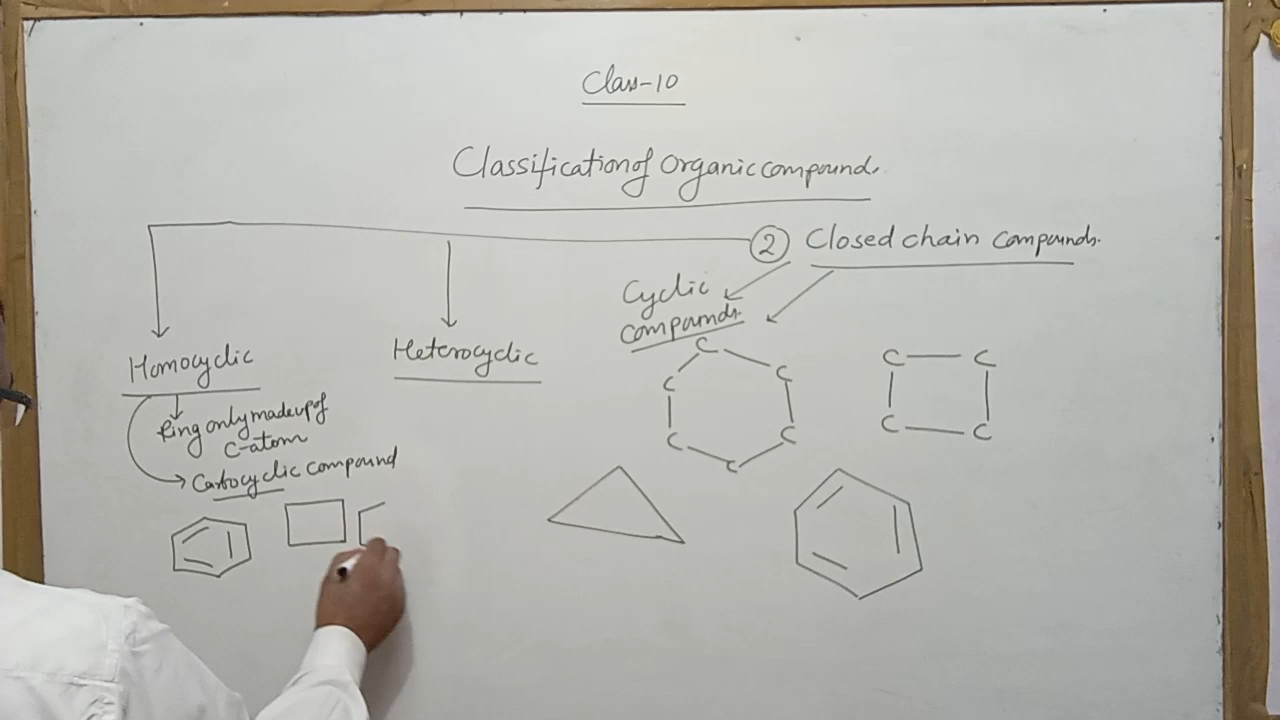 Class-10
Classification of organic compound.
② Closed chain compounds.
Cyclic
compounds.
Homocyclic
Heterocyclic
Ring only made up of
C-atom
Carbocyclic compound
C C
C C
C C
C C
C C